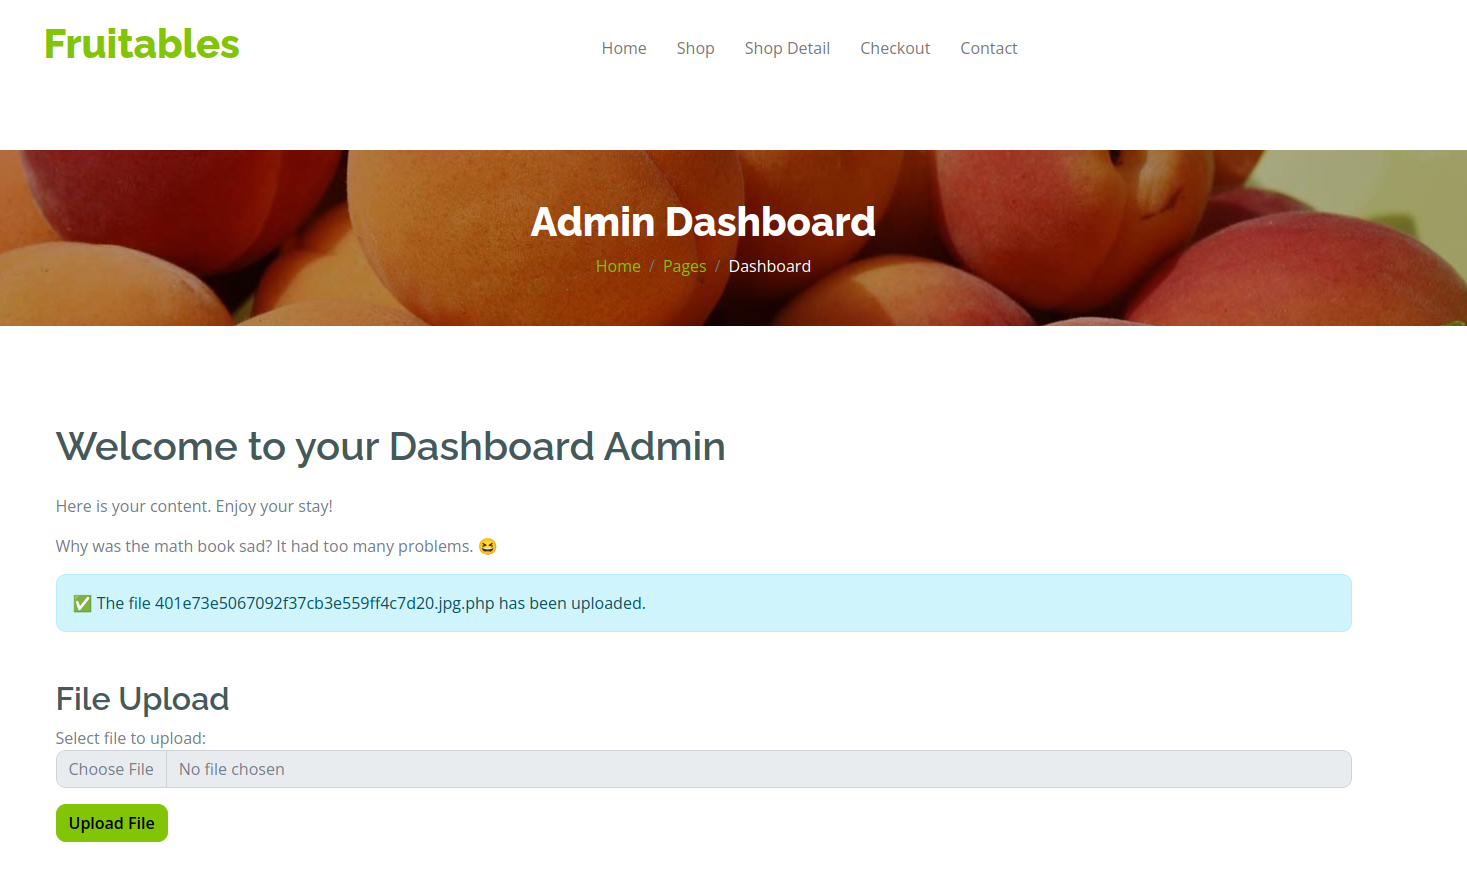 Fruitables
Home Shop Shop Detail Checkout Contact
Admin Dashboard
Home / Pages / Dashboard
Welcome to your Dashboard Admin
Here is your content. Enjoy your stay!
Why was the math book sad? It had too many problems. 😆
✅ The file 401e73e5067092f37cb3e559ff4c7d20.jpg.php has been uploaded.
File Upload
Select file to upload:
Choose File No file chosen
Upload File